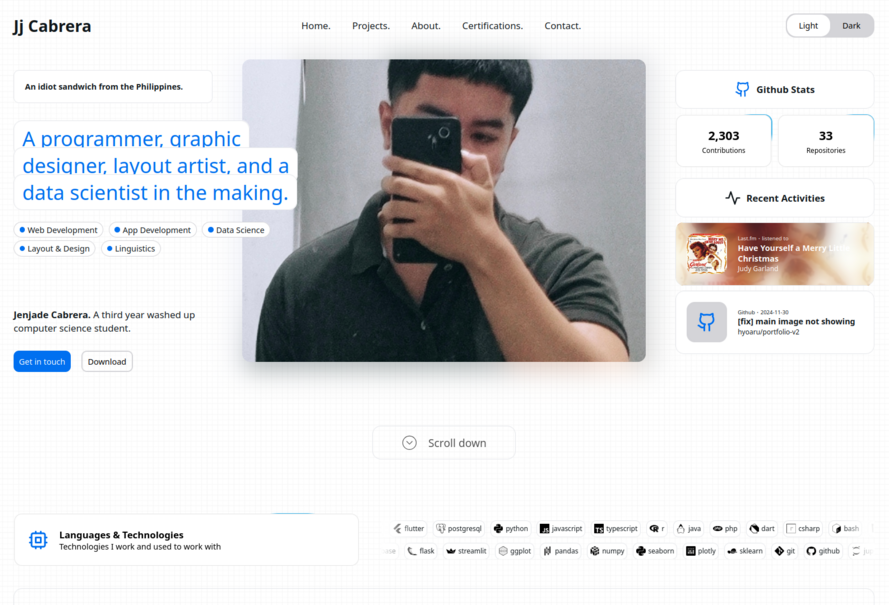 Jj Cabrera
Home.
Projects.
About.
Certifications.
Contact.
Light
Dark
An idiot sandwich from the Philippines.
A programmer, graphic
designer, layout artist, and a
data scientist in the making.
Web Development
App Development
Data Science
Layout & Design
Linguistics
Jenjade Cabrera. A third year washed up
computer science student.
Get in touch
Download
Github Stats
2,303
Contributions
33
Repositories
Recent Activities
Last.fm - listened to
Have Yourself a Merry Little
Christmas
Judy Garland
Github - 2024-11-30
[fix] main image not showing
hyoaru/portfolio-v2
Scroll down
Languages & Technologies
Technologies I work and used to work with
flutter
postgresql
python
javascript
typescript
r
java
php
dart
csharp
bash
flask
streamlit
ggplot
pandas
numpy
seaborn
plotly
sklearn
git
github